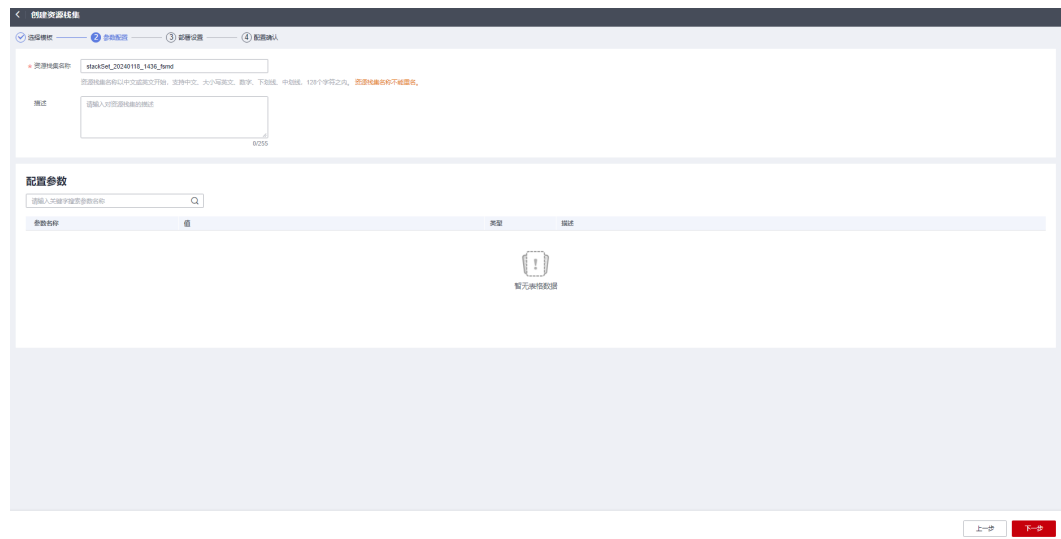 创建资源栈集
选择模板 2 参数配置 3 部署设置 4 配置确认
* 资源栈集名称 stackSet_20240118_1436_fsmd
资源栈集名称以中文或英文开始，支持中文、大小写英文、数字、下划线、中划线，128个字符之内，资源栈集名称不能重名。
描述 请输入对资源栈集的描述
0/255
配置参数
请输入关键字搜索参数名称
参数名称 值 类型 描述
暂无表格数据
上一步 下一步